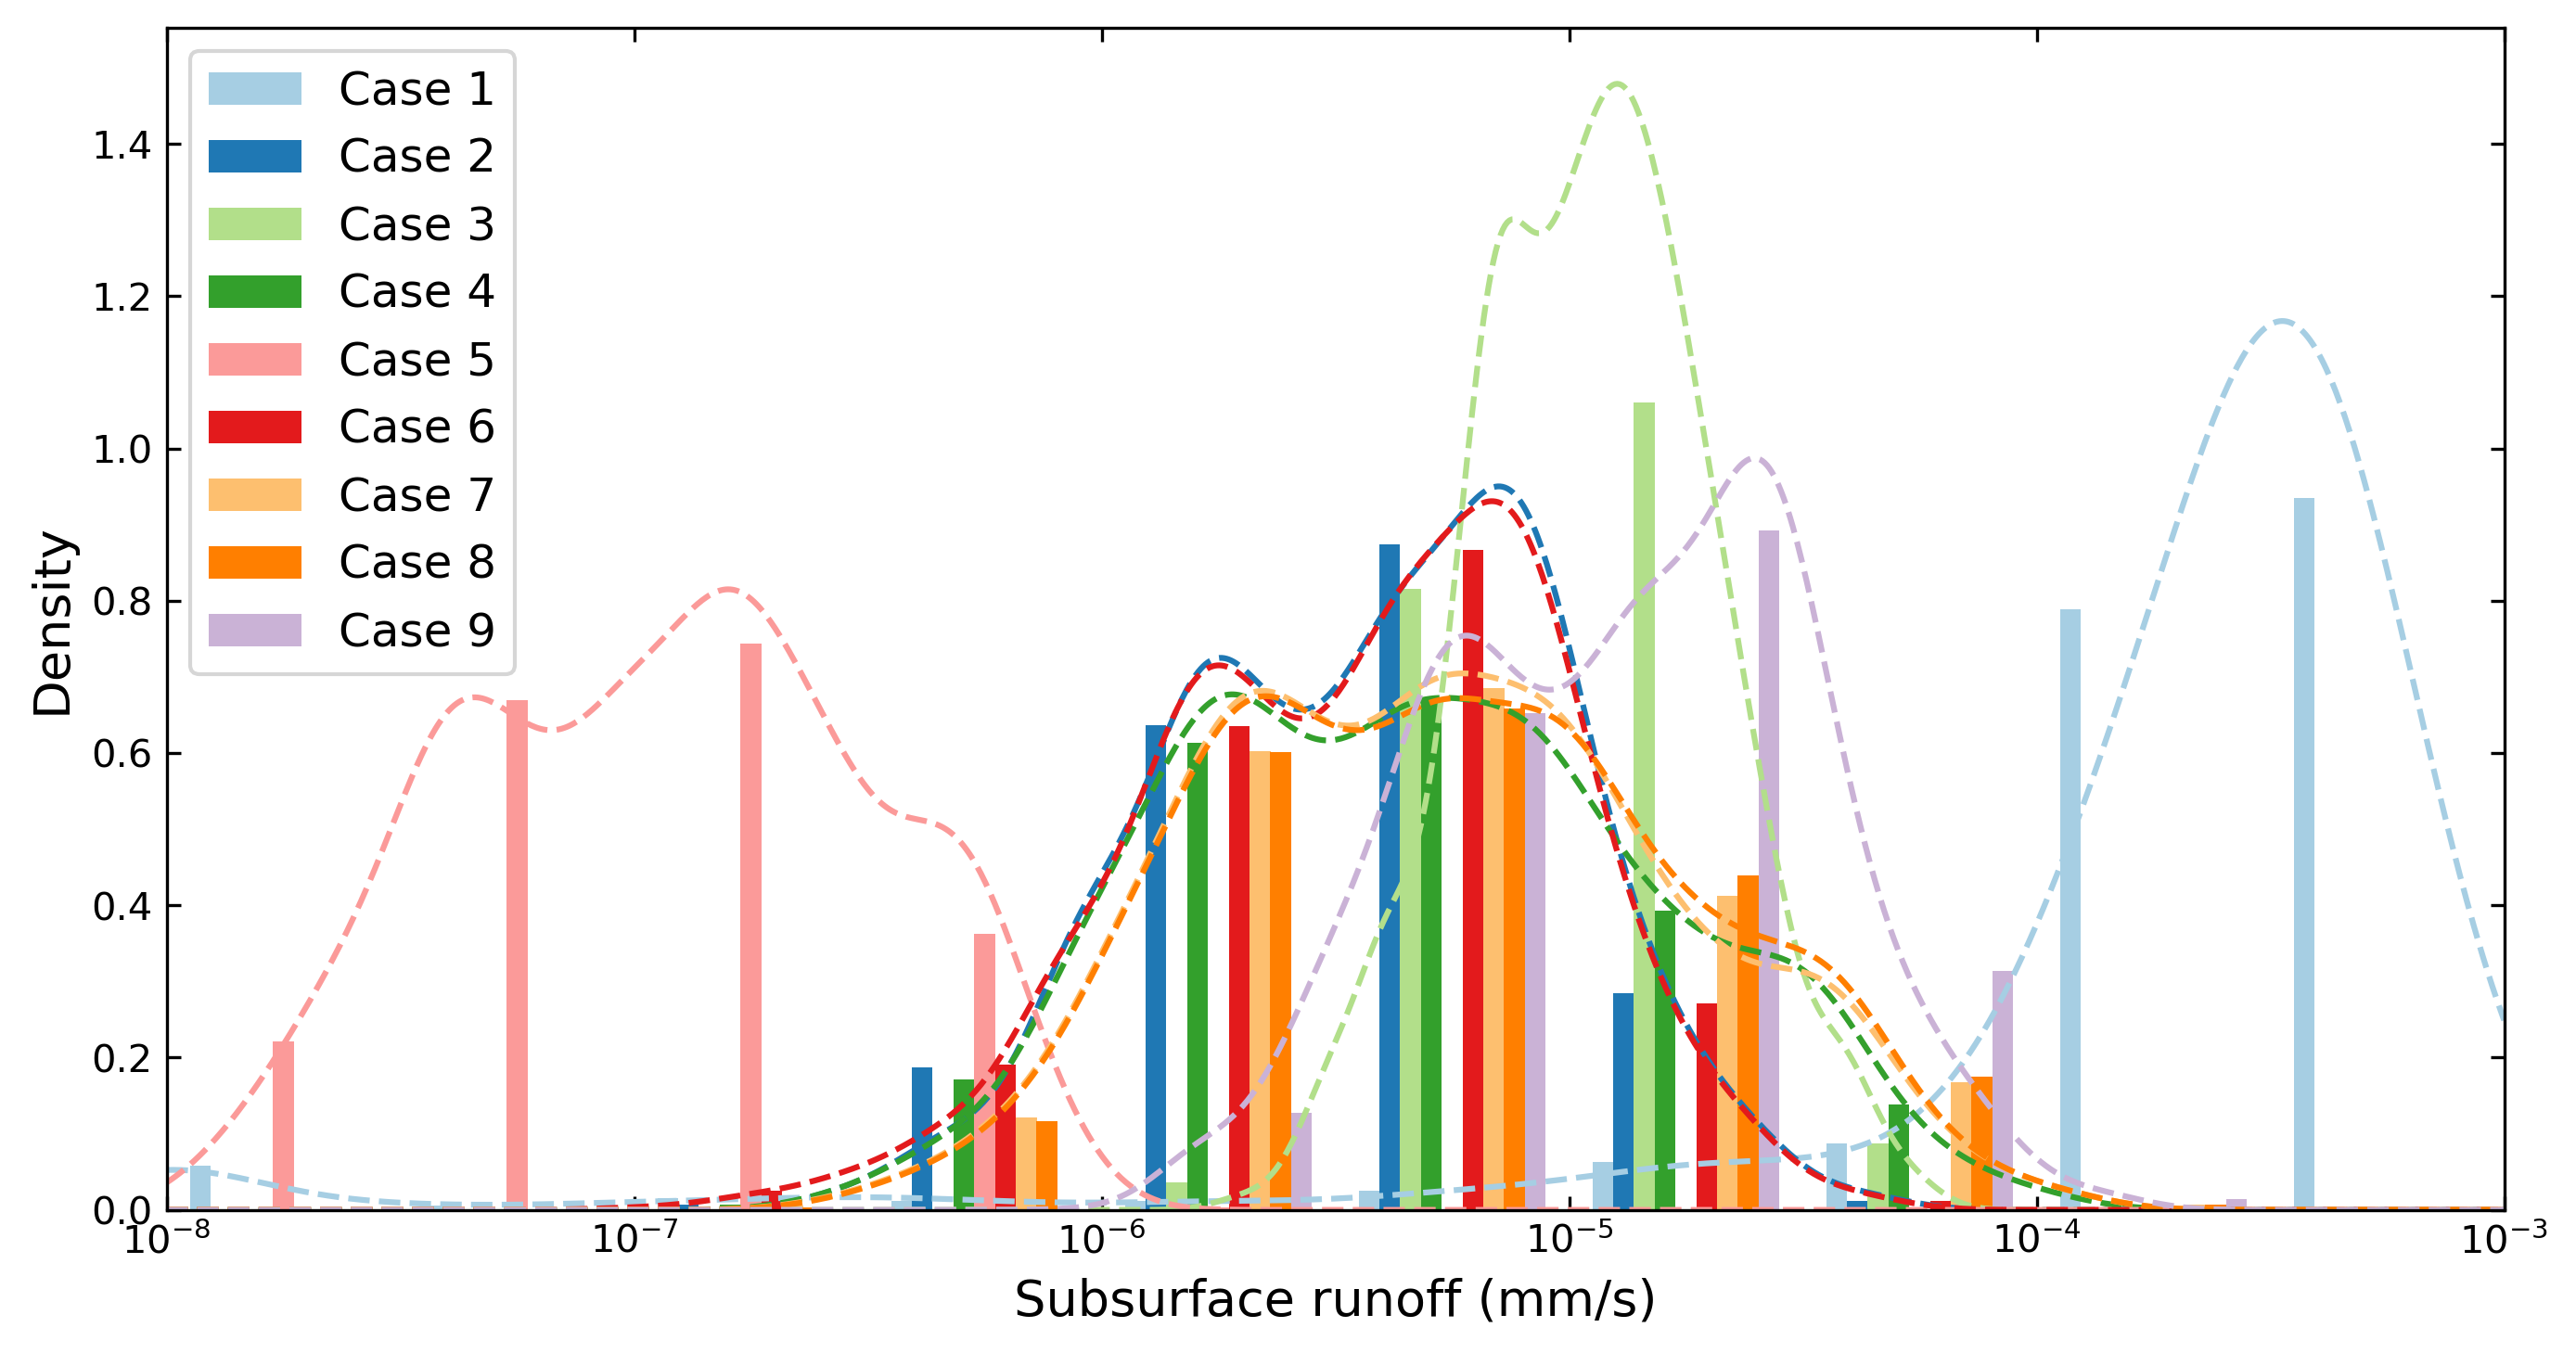 Case 1
Case 2
Case 3
Case 4
Case 5
Case 6
Case 7
Case 8
Case 9
Density
1.4
1.2
1.0
0.8
0.6
0.4
0.2
0.0
10⁻⁸ 10⁻⁷ 10⁻⁶ 10⁻⁵ 10⁻⁴ 10⁻³
Subsurface runoff (mm/s)